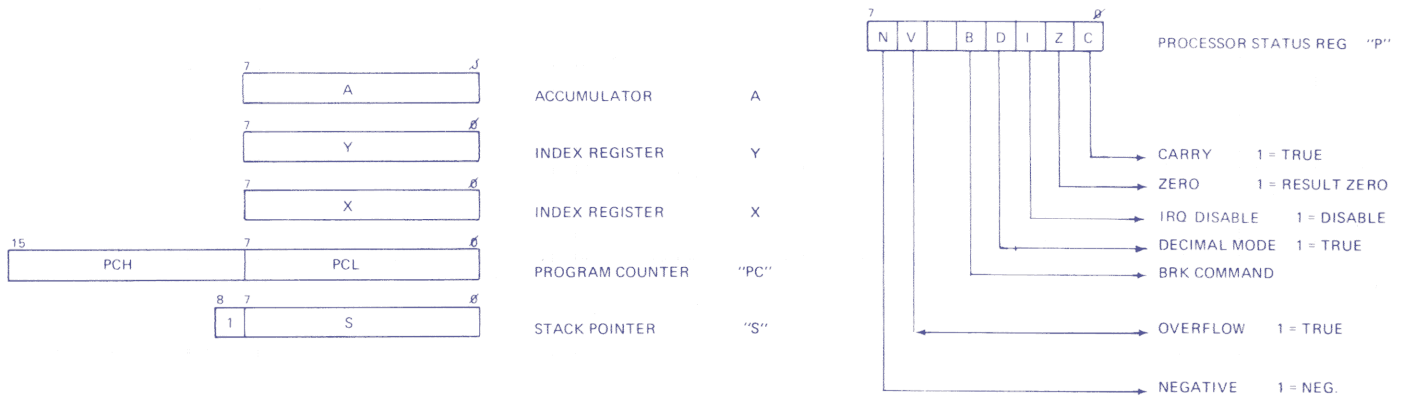 7 Ø
A
ACCUMULATOR A
7 Ø
Y
INDEX REGISTER Y
7 Ø
X
INDEX REGISTER X
15 7 Ø
PCH PCL
PROGRAM COUNTER "PC"
8 7 Ø
1 S
STACK POINTER "S"
7 Ø
N V B D I Z C
PROCESSOR STATUS REG "P"
CARRY 1 = TRUE
ZERO 1 = RESULT ZERO
IRQ DISABLE 1 = DISABLE
DECIMAL MODE 1 = TRUE
BRK COMMAND
OVERFLOW 1 = TRUE
NEGATIVE 1 = NEG.